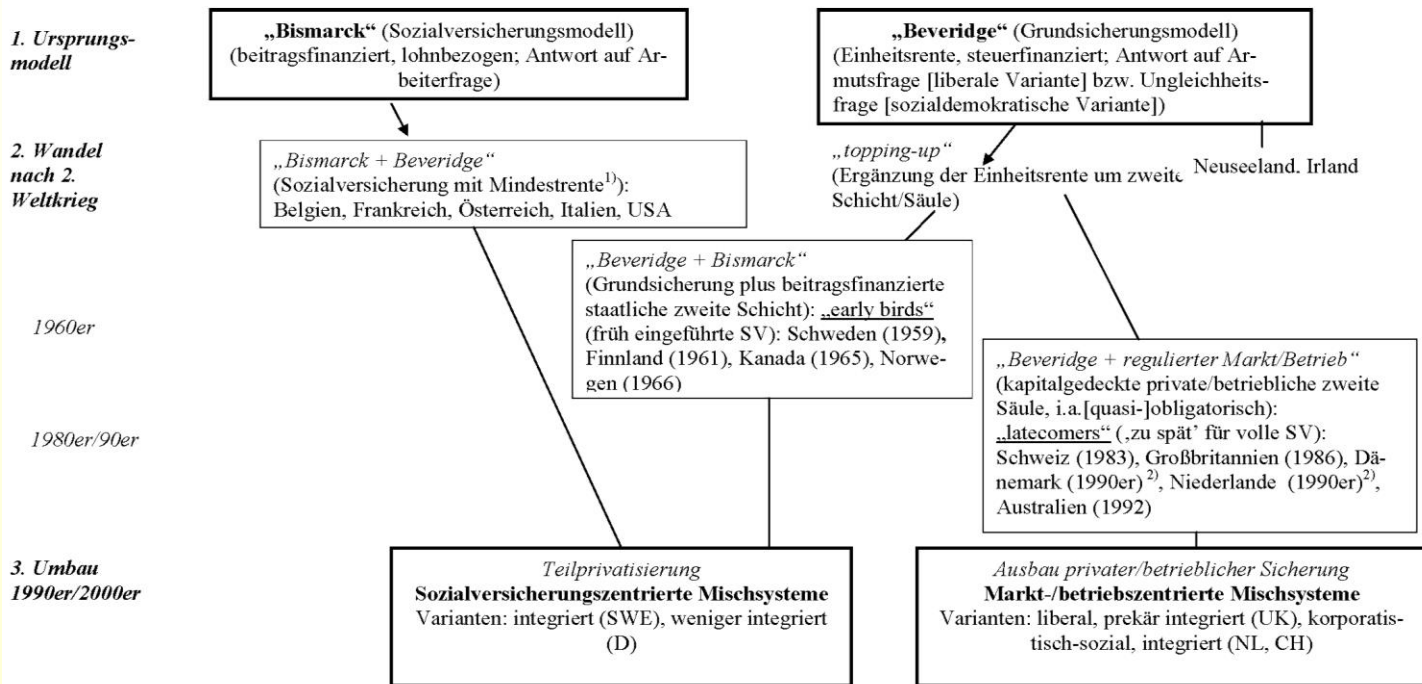 1. Ursprungs-
modell
„Bismarck“ (Sozialversicherungsmodell)
(beitragsfinanziert, lohnbezogen; Antwort auf Ar-
beiterfrage)
„Beveridge“ (Grundsicherungsmodell)
(Einheitsrente, steuerfinanziert; Antwort auf Ar-
mutsfrage [liberale Variante] bzw. Ungleichheits-
frage [sozialdemokratische Variante])
2. Wandel
nach 2.
Weltkrieg
„Bismarck + Beveridge“
(Sozialversicherung mit Mindestrente1)):
Belgien, Frankreich, Österreich, Italien, USA
„topping-up“
(Ergänzung der Einheitsrente um zweite
Schicht/Säule)
Neuseeland. Irland
1960er
„Beveridge + Bismarck“
(Grundsicherung plus beitragsfinanzierte
staatliche zweite Schicht): „early birds“
(früh eingeführte SV): Schweden (1959),
Finnland (1961), Kanada (1965), Norwe-
gen (1966)
1980er/90er
„Beveridge + regulierter Markt/Betrieb“
(kapitalgedeckte private/betriebliche zweite
Säule, i.a.[quasi-]obligatorisch):
„latecomers“ (‚zu spät’ für volle SV):
Schweiz (1983), Großbritannien (1986), Dä-
nemark (1990er) 2), Niederlande (1990er)2),
Australien (1992)
3. Umbau
1990er/2000er
Teilprivatisierung
Sozialversicherungszentrierte Mischsysteme
Varianten: integriert (SWE), weniger integriert
(D)
Ausbau privater/betrieblicher Sicherung
Markt-/betriebszentrierte Mischsysteme
Varianten: liberal, prekär integriert (UK), korporatis-
tisch-sozial, integriert (NL, CH)